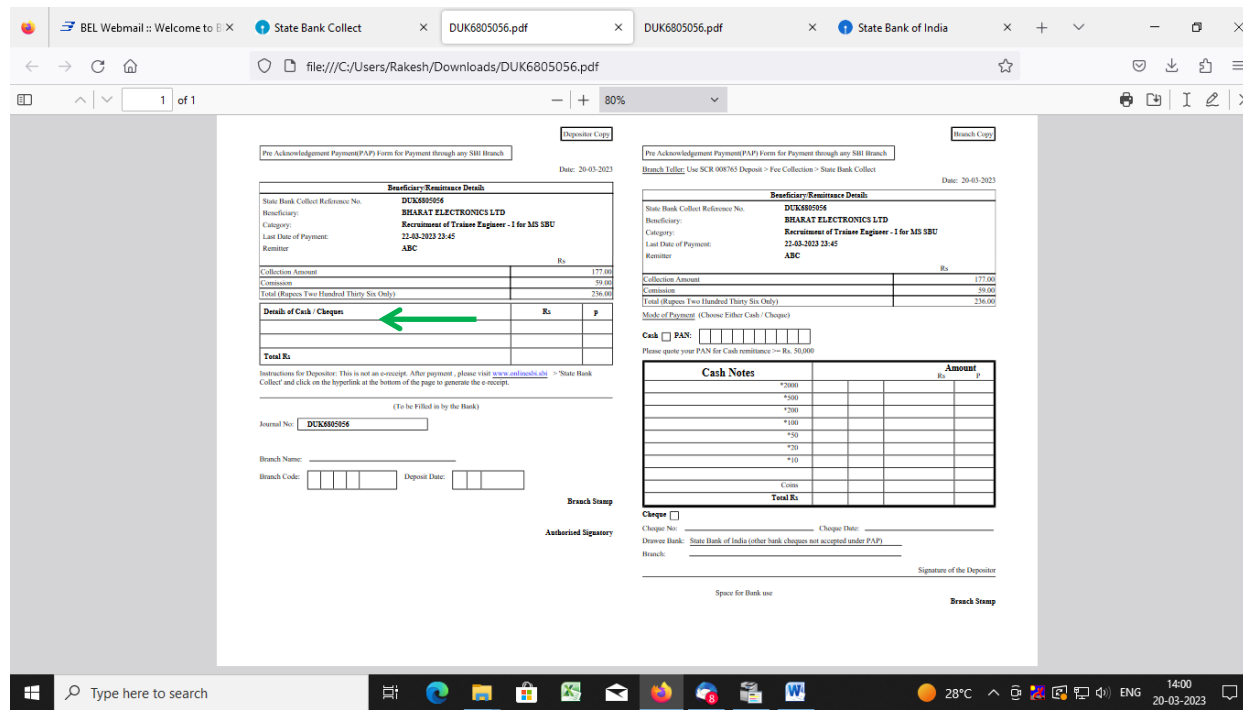 BEL Webmail :: Welcome to B
State Bank Collect
DUK6805056.pdf
DUK6805056.pdf
State Bank of India
file:///C:/Users/Rakesh/Downloads/DUK6805056.pdf
1 of 1
80%
Depositor Copy
Pre Acknowledgement Payment(PAP) Form for Payment through any SBI Branch
Date: 20-03-2023
Beneficiary/Remittance Details
State Bank Collect Reference No. DUK6805056
Beneficiary: BHARAT ELECTRONICS LTD
Category: Recruitment of Trainee Engineer - I for MS SBU
Last Date of Payment: 22-03-2023 23:45
Remitter ABC
Rs
Collection Amount 177.00
Comission 59.00
Total (Rupees Two Hundred Thirty Six Only) 236.00
Details of Cash / Cheques Rs P
Total Rs
Instructions for Depositor: This is not an e-receipt. After payment , please visit www.onlinesbi.sbi > 'State Bank
Collect' and click on the hyperlink at the bottom of the page to generate the e-receipt.
(To be Filled in by the Bank)
Journal No: DUK6805056
Branch Name:
Branch Code: Deposit Date:
Branch Stamp
Authorised Signatory
Branch Copy
Pre Acknowledgement Payment(PAP) Form for Payment through any SBI Branch
Branch Teller: Use SCR 008765 Deposit > Fee Collection > State Bank Collect
Date: 20-03-2023
Beneficiary/Remittance Details
State Bank Collect Reference No. DUK6805056
Beneficiary: BHARAT ELECTRONICS LTD
Category: Recruitment of Trainee Engineer - I for MS SBU
Last Date of Payment: 22-03-2023 23:45
Remitter ABC
Rs
Collection Amount 177.00
Comission 59.00
Total (Rupees Two Hundred Thirty Six Only) 236.00
Mode of Payment (Choose Either Cash / Cheque)
Cash PAN:
Please quote your PAN for Cash remittance >= Rs. 50,000
Cash Notes Amount
Rs P
*2000
*500
*200
*100
*50
*20
*10
Coins
Total Rs
Cheque
Cheque No: Cheque Date:
Drawee Bank: State Bank of India (other bank cheques not accepted under PAP)
Branch:
Signature of the Depositor
Space for Bank use
Branch Stamp
Type here to search
8
28°C
ENG
14:00
20-03-2023